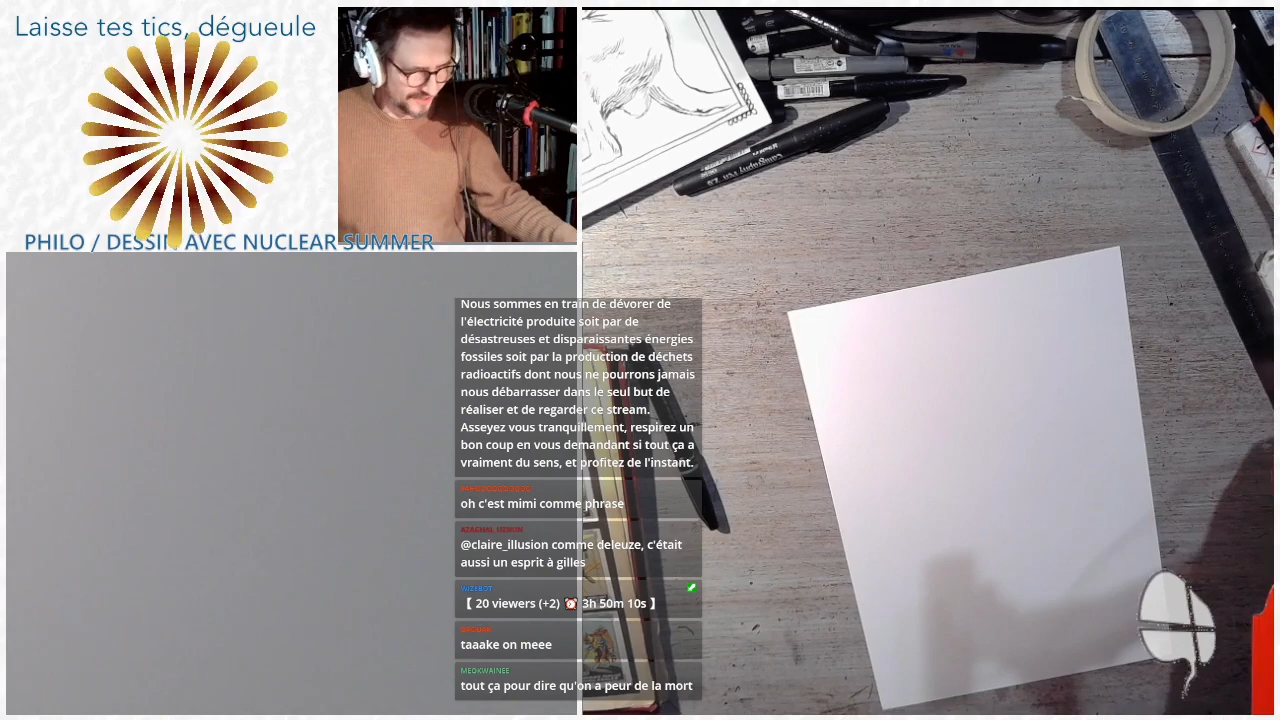 Laisse tes tics, dégueule
PHILO / DESSIN AVEC NUCLEAR SUMMER
Nous sommes en train de dévorer de
l'électricité produite soit par de
désastreuses et disparaissantes énergies
fossiles soit par la production de déchets
radioactifs dont nous ne pourrons jamais
nous débarrasser dans le seul but de
réaliser et de regarder ce stream.
Asseyez vous tranquillement, respirez un
bon coup en vous demandant si tout ça a
vraiment du sens, et profitez de l'instant.
oh c'est mimi comme phrase
@claire_illusion comme deleuze, c'était
aussi un esprit à gilles
WIZEBOT
【 20 viewers (+2) ⏰ 3h 50m 10s 】
taaake on meee
MEOKWAINEE
tout ça pour dire qu'on a peur de la mort